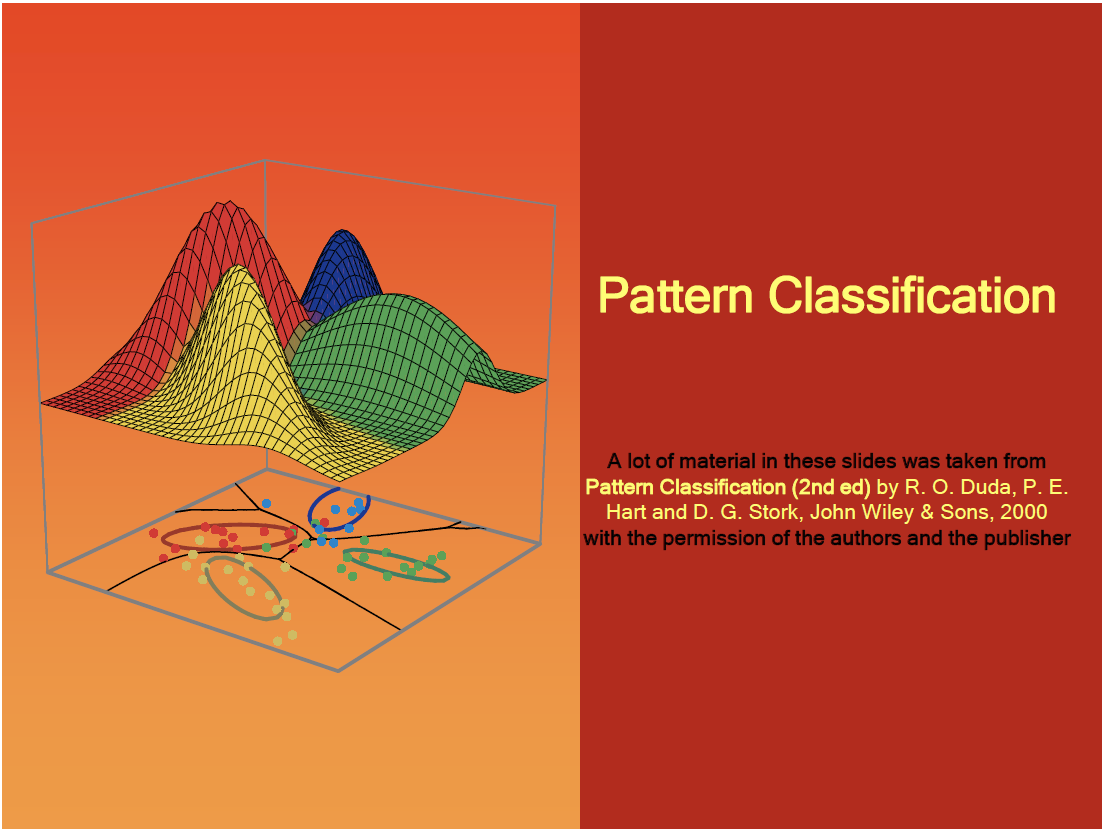 Pattern Classification
A lot of material in these slides was taken from
Pattern Classification (2nd ed) by R. O. Duda, P. E.
Hart and D. G. Stork, John Wiley & Sons, 2000
with the permission of the authors and the publisher